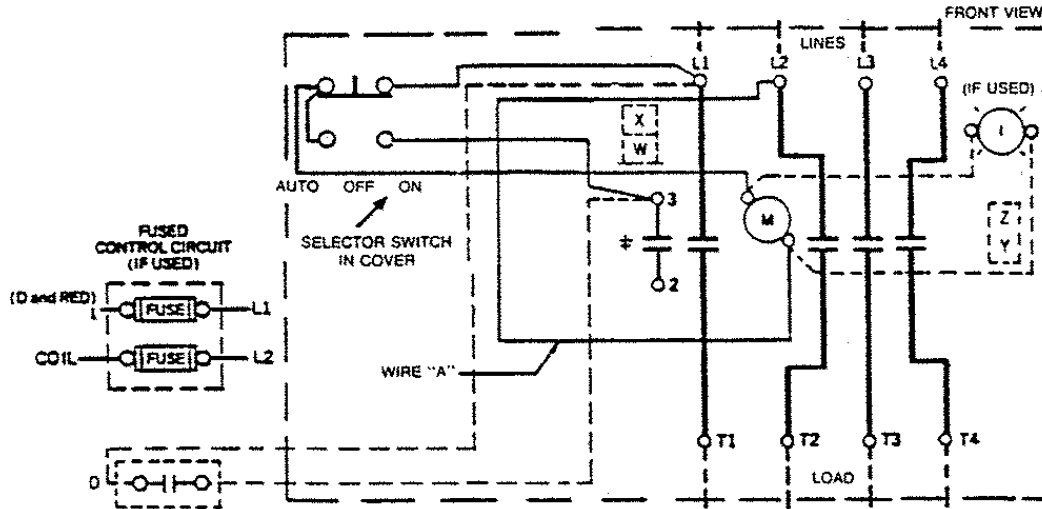 FRONT VIEW
LINES
L1 L2 L3 L4
(IF USED)
I
X
W
AUTO OFF ON
3
M
Z
Y
SELECTOR SWITCH
IN COVER
2
FUSED
CONTROL CIRCUIT
(IF USED)
(D and RED)
1
FUSE
L1
COIL
FUSE
L2
WIRE "A"
T1 T2 T3 T4
D
LOAD